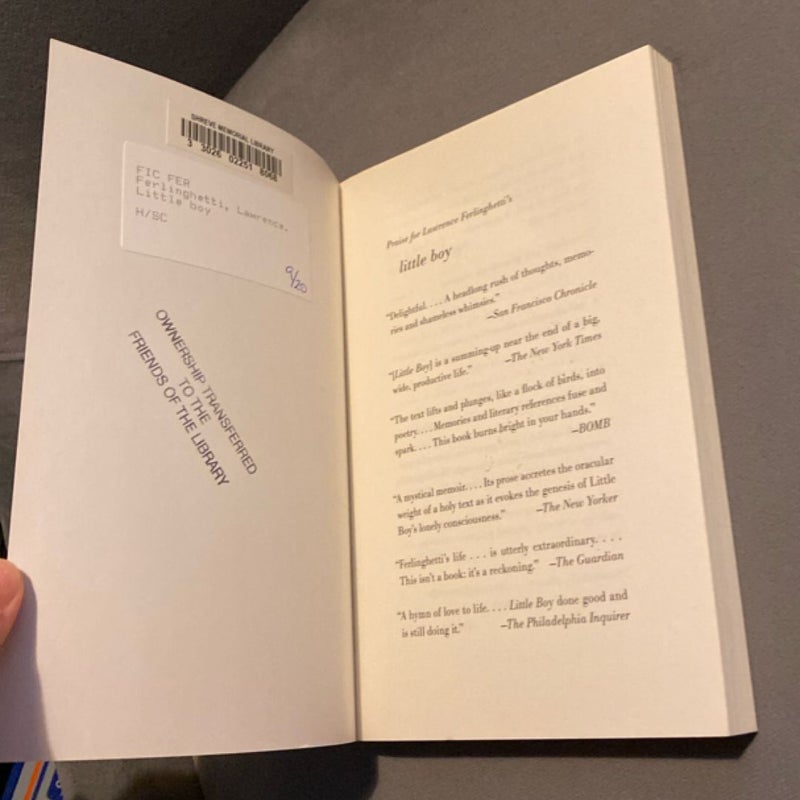 SHREVE MEMORIAL LIBRARY
3 3026 02251 8068
FIC FER
Ferlinghetti, Lawrence.
Little boy
H/SC
9/20
OWNERSHIP TRANSFERRED
TO THE
FRIENDS OF THE LIBRARY
Praise for Lawrence Ferlinghetti's
little boy
“Delightful. . . . A headlong rush of thoughts, memo-
ries and shameless whimsies.”
—San Francisco Chronicle
“[Little Boy] is a summing-up near the end of a big,
wide, productive life.” —The New York Times
“The text lifts and plunges, like a flock of birds, into
poetry. . . . Memories and literary references fuse and
spark. . . . This book burns bright in your hands.”
—BOMB
“A mystical memoir. . . . Its prose accretes the oracular
weight of a holy text as it evokes the genesis of Little
Boy's lonely consciousness.” —The New Yorker
“Ferlinghetti's life . . . is utterly extraordinary. . . .
This isn't a book: it's a reckoning.” —The Guardian
“A hymn of love to life. . . . Little Boy done good and
is still doing it.” —The Philadelphia Inquirer